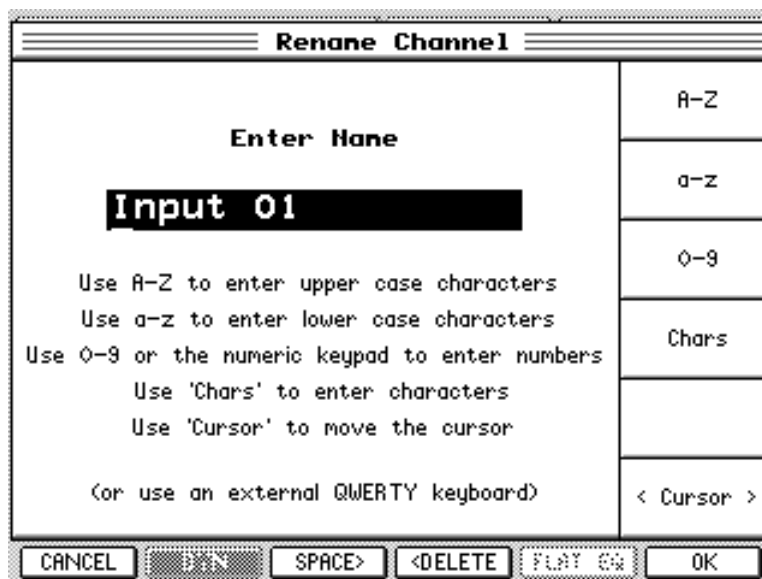 Rename Channel
Enter Name
Input 01
Use A-Z to enter upper case characters
Use a-z to enter lower case characters
Use 0-9 or the numeric keypad to enter numbers
Use 'Chars' to enter characters
Use 'Cursor' to move the cursor
(or use an external QWERTY keyboard)
A-Z
a-z
0-9
Chars
< Cursor >
CANCEL SPACE> <DELETE FLAT EQ OK